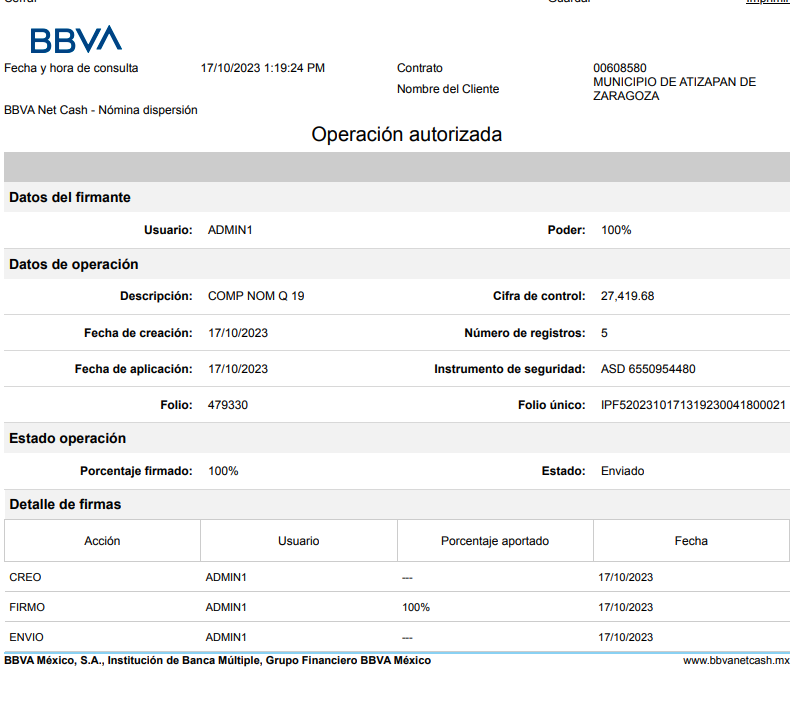 Cerrar Guardar Imprimir
BBVA
Fecha y hora de consulta 17/10/2023 1:19:24 PM Contrato 00608580
Nombre del Cliente MUNICIPIO DE ATIZAPAN DE
ZARAGOZA
BBVA Net Cash - Nómina dispersión
Operación autorizada
Datos del firmante
Usuario: ADMIN1 Poder: 100%
Datos de operación
Descripción: COMP NOM Q 19 Cifra de control: 27,419.68
Fecha de creación: 17/10/2023 Número de registros: 5
Fecha de aplicación: 17/10/2023 Instrumento de seguridad: ASD 6550954480
Folio: 479330 Folio único: IPF5202310171319230041800021
Estado operación
Porcentaje firmado: 100% Estado: Enviado
Detalle de firmas
Acción Usuario Porcentaje aportado Fecha
CREO ADMIN1 --- 17/10/2023
FIRMO ADMIN1 100% 17/10/2023
ENVIO ADMIN1 --- 17/10/2023
BBVA México, S.A., Institución de Banca Múltiple, Grupo Financiero BBVA México www.bbvanetcash.mx